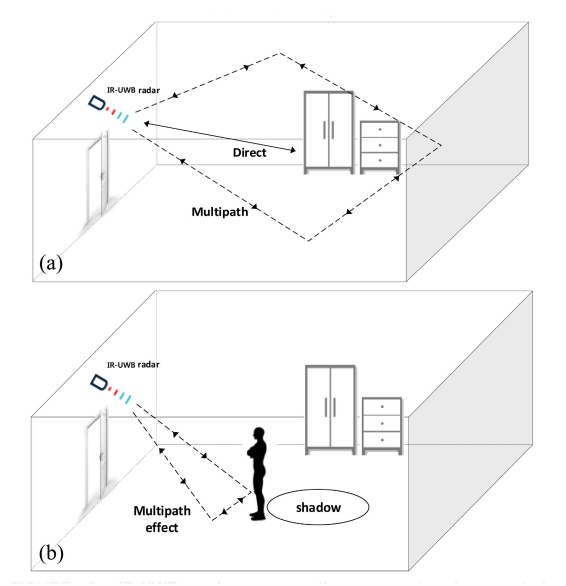 IR-UWB radar
Direct
Multipath
(a)
IR-UWB radar
Multipath
effect
shadow
(b)